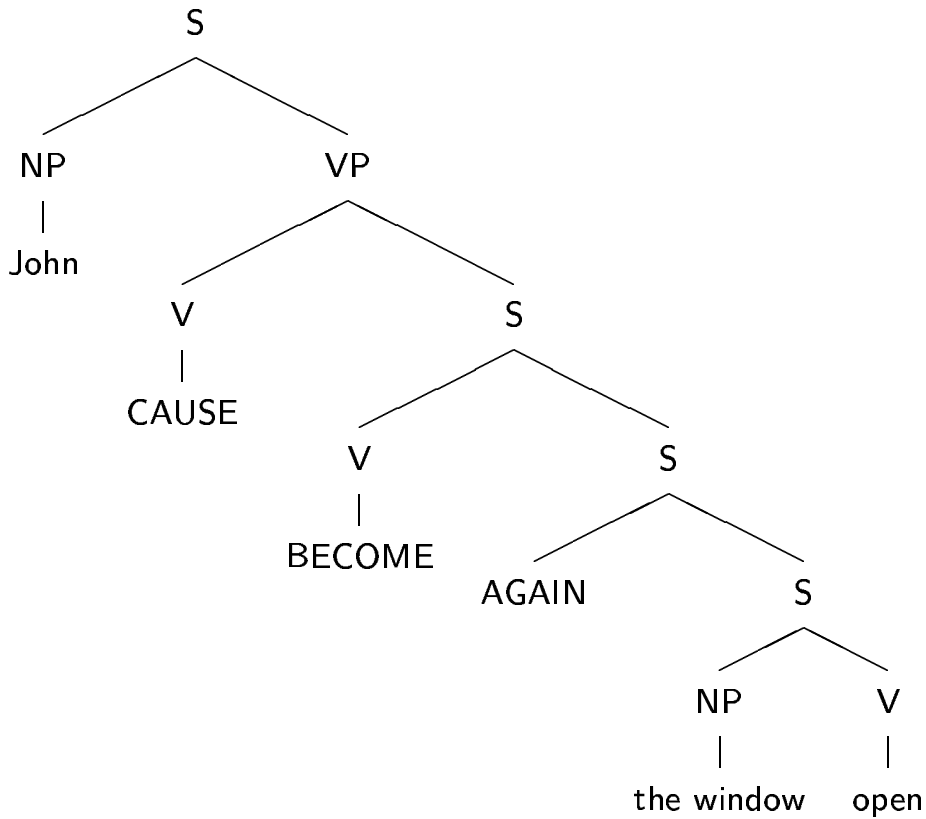 S
NP VP
John
V S
CAUSE
V S
BECOME
AGAIN S
NP V
the window open